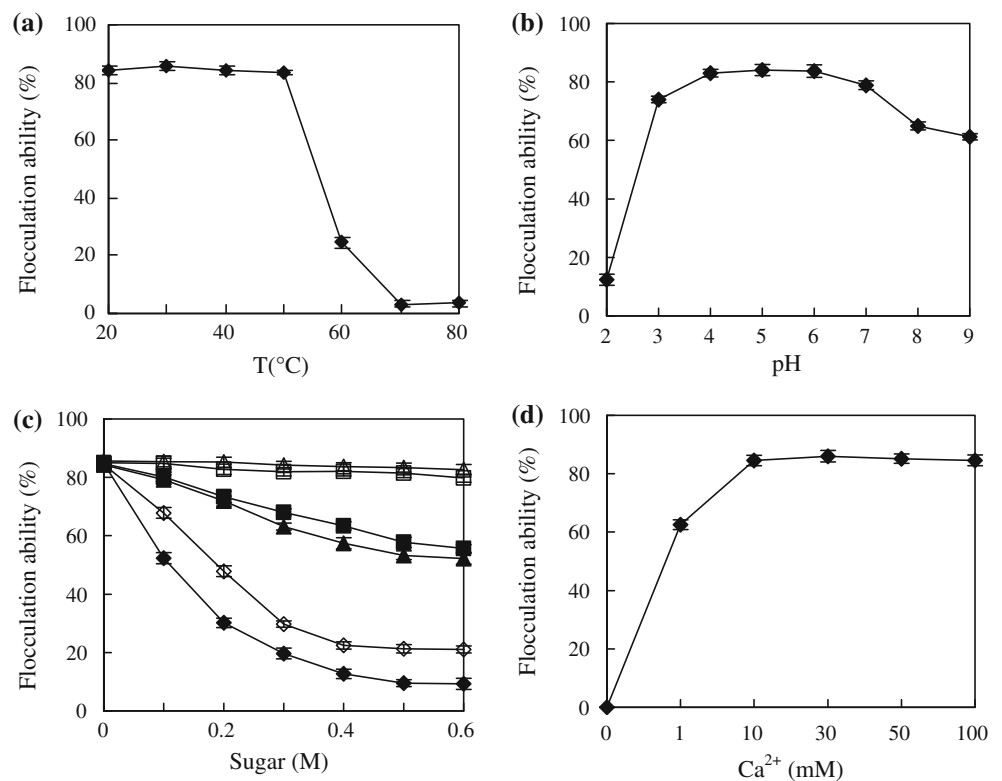 (a)
Flocculation ability (%)
100
80
60
40
20
0
20 40 60 80
T(°C)
(b)
Flocculation ability (%)
100
80
60
40
20
0
2 3 4 5 6 7 8 9
pH
(c)
Flocculation ability (%)
100
80
60
40
20
0
0 0.2 0.4 0.6
Sugar (M)
(d)
Flocculation ability (%)
100
80
60
40
20
0
0 1 10 30 50 100
Ca²⁺ (mM)